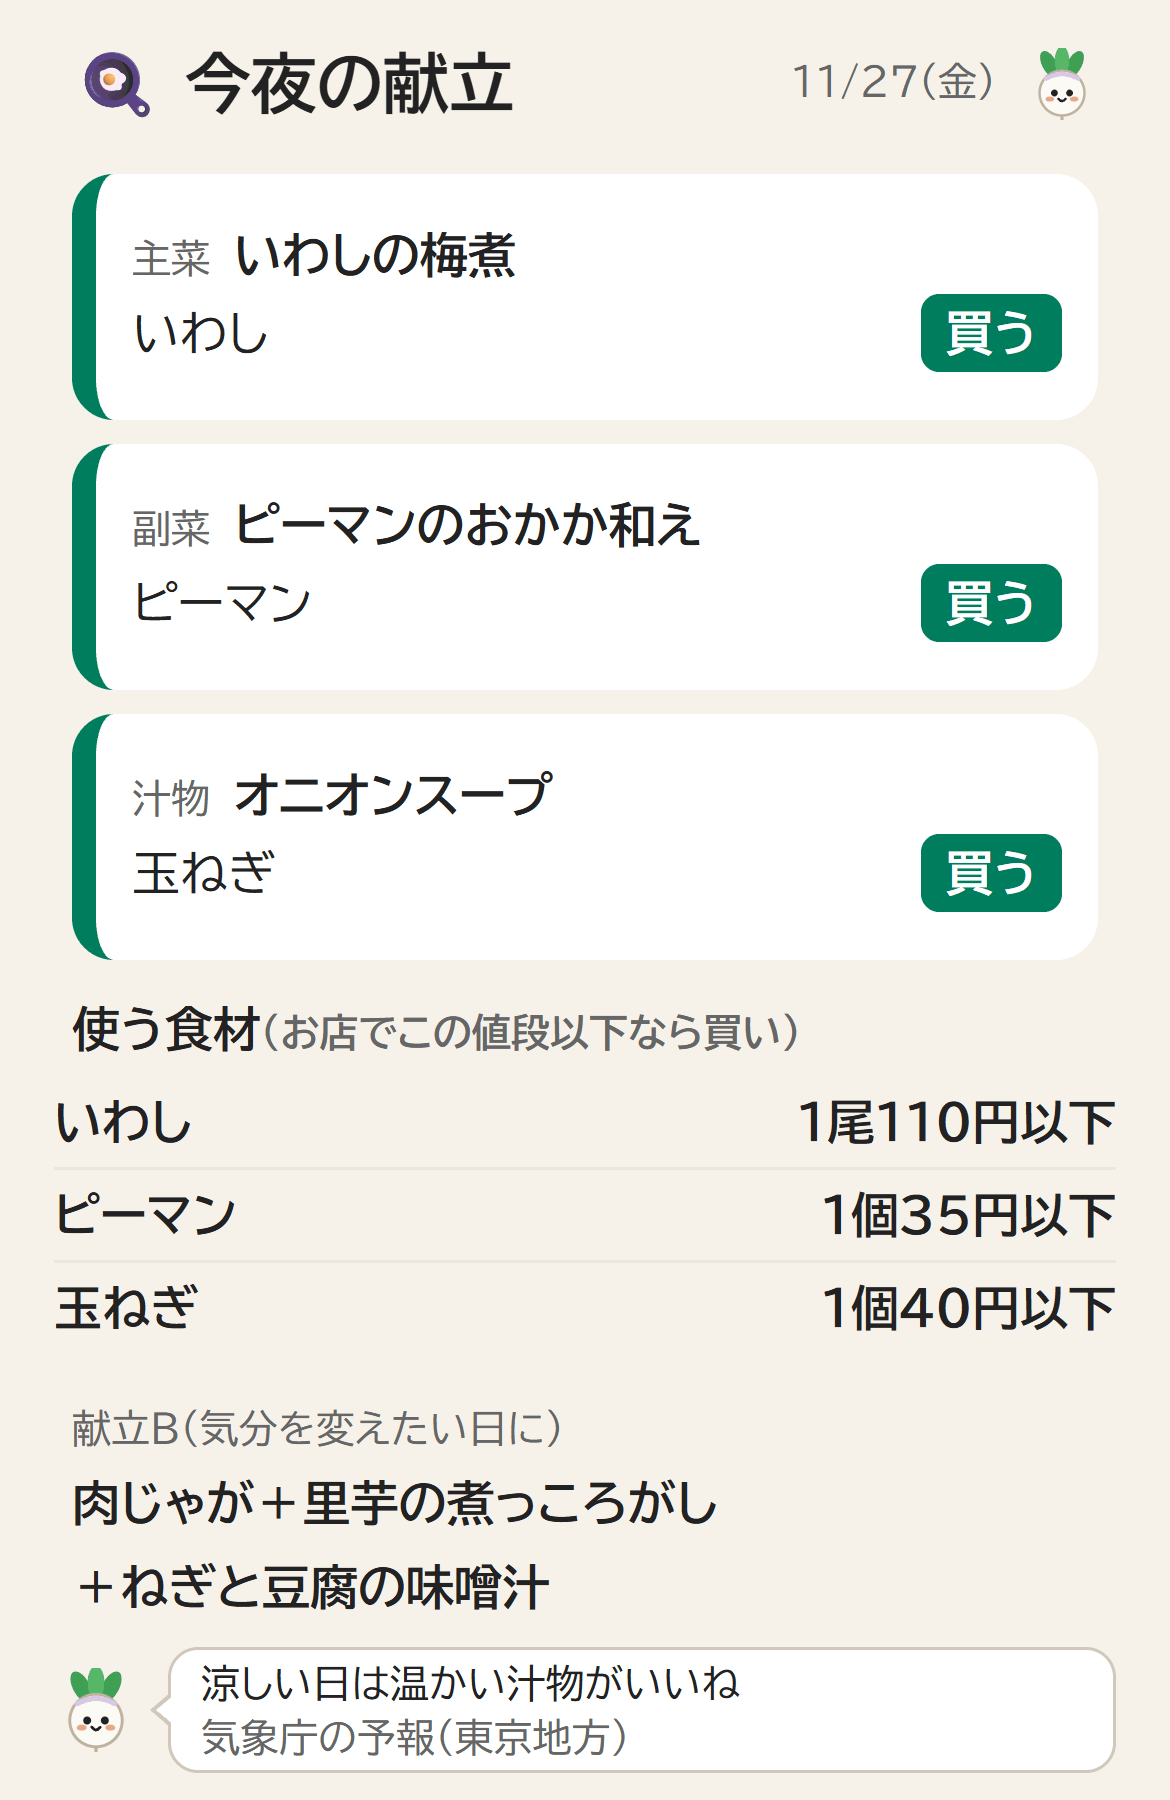 今夜の献立
11/27(金)
主菜 いわしの梅煮
いわし
買う
副菜 ピーマンのおかか和え
ピーマン
買う
汁物 オニオンスープ
玉ねぎ
買う
使う食材(お店でこの値段以下なら買い)
いわし 1尾110円以下
ピーマン 1個35円以下
玉ねぎ 1個40円以下
献立B(気分を変えたい日に)
肉じゃが+里芋の煮っころがし
+ねぎと豆腐の味噌汁
涼しい日は温かい汁物がいいね
気象庁の予報(東京地方)